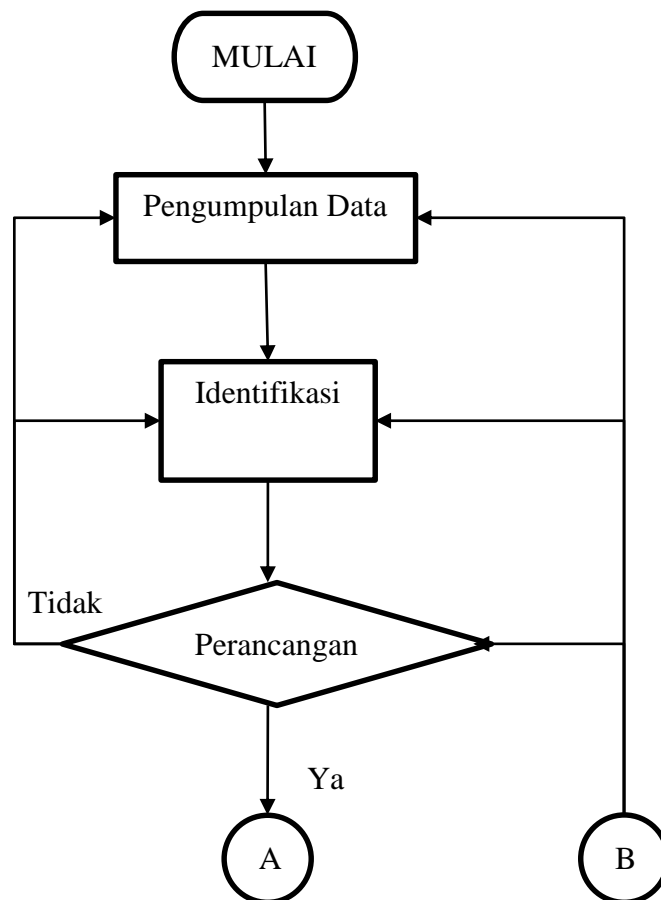 MULAI
Pengumpulan Data
Identifikasi
Tidak
Perancangan
Ya
A
B